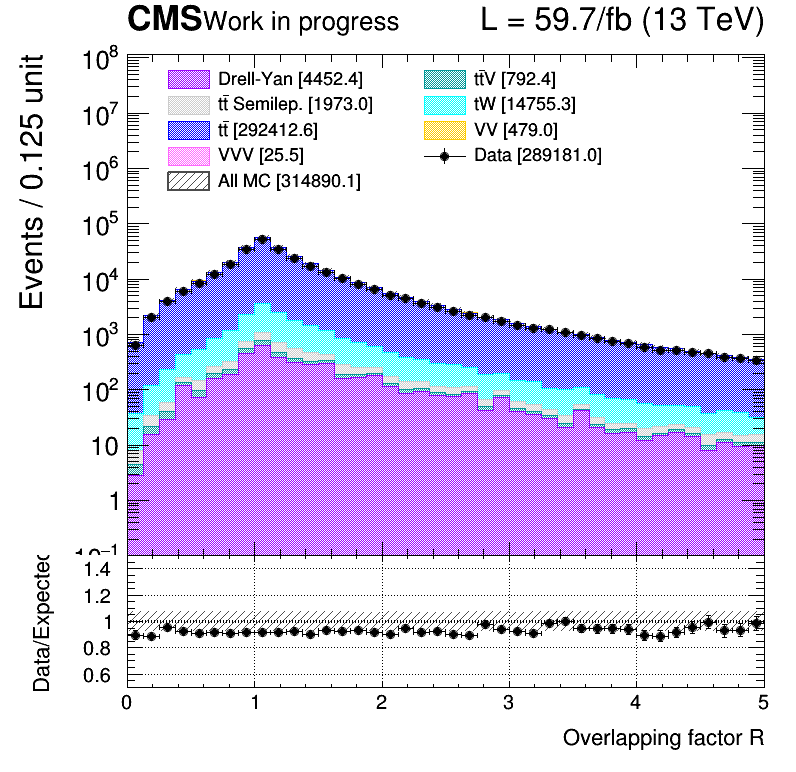 CMS Work in progress L = 59.7/fb (13 TeV)
Events / 0.125 unit
10⁸
10⁷
10⁶
10⁵
10⁴
10³
10²
10
1
10⁻¹
Drell-Yan [4452.4]
tt̄V [792.4]
tt̄ Semilep. [1973.0]
tW [14755.3]
tt̄ [292412.6]
VV [479.0]
VVV [25.5]
Data [289181.0]
All MC [314890.1]
Data/Expected
1.4
1.2
1
0.8
0.6
0 1 2 3 4 5
Overlapping factor R